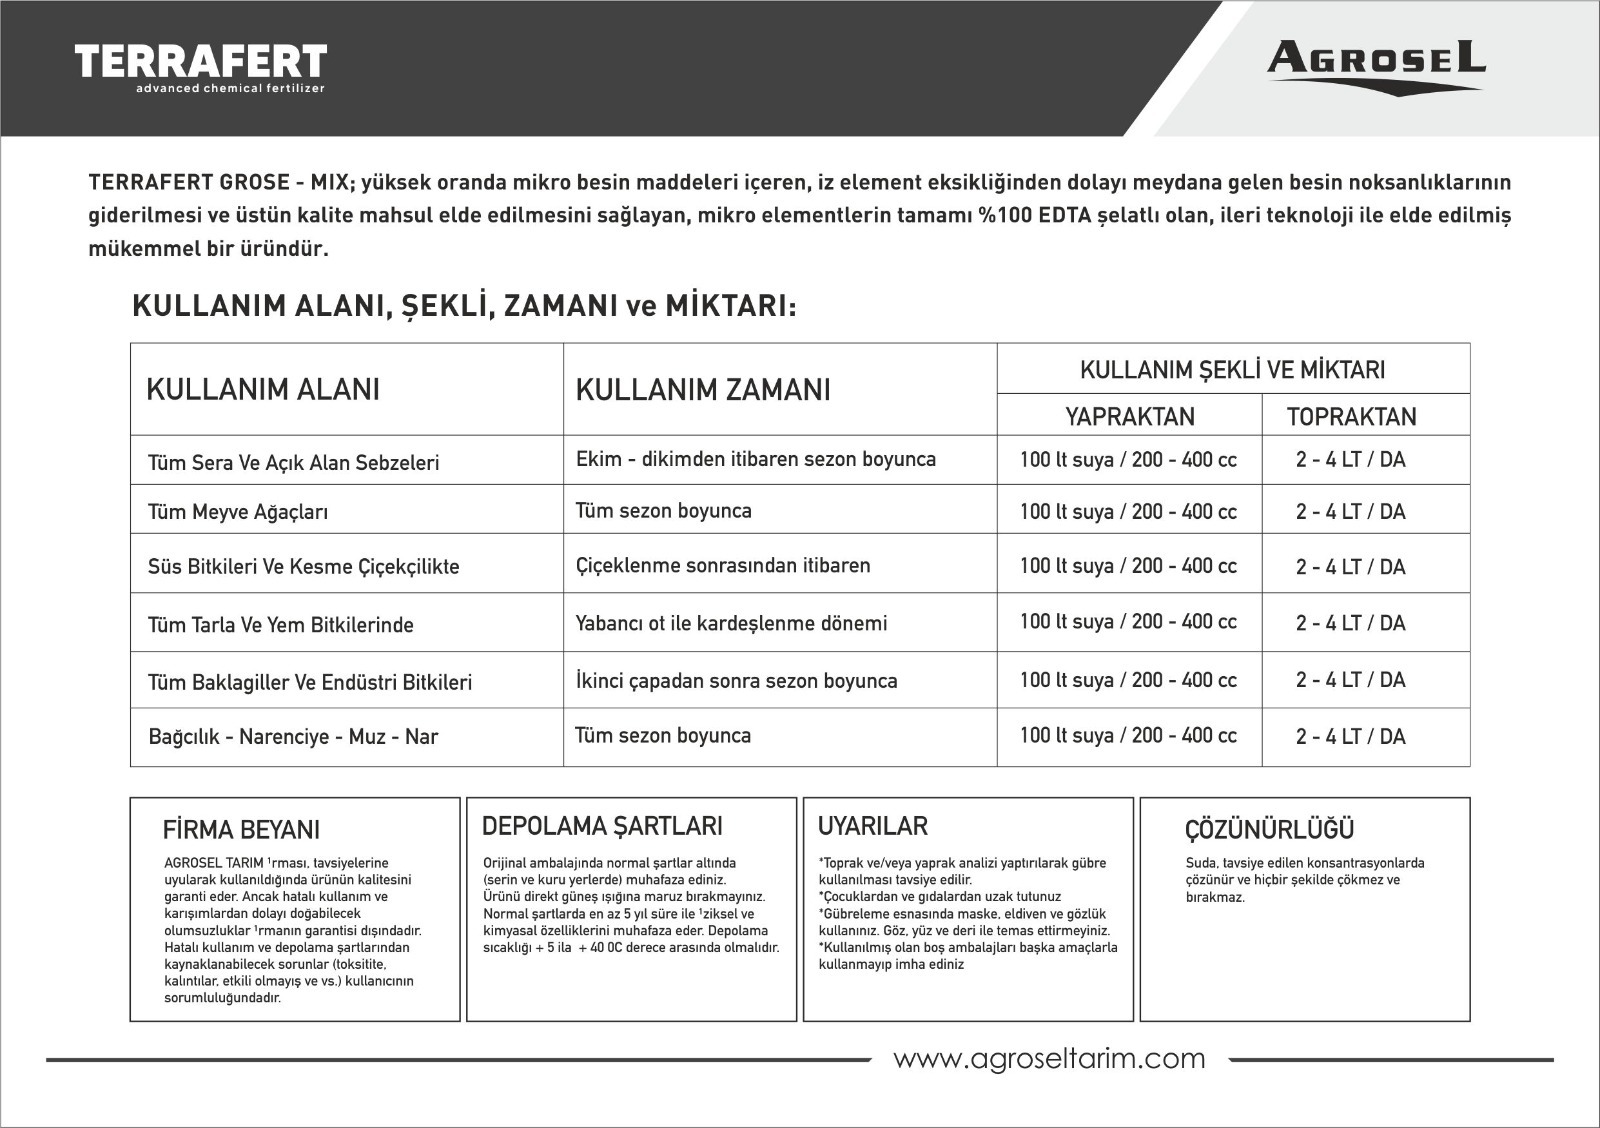 TERRAFERT
advanced chemical fertilizer
AGROSEL
TERRAFERT GROSE - MIX; yüksek oranda mikro besin maddeleri içeren, iz element eksikliğinden dolayı meydana gelen besin noksanlıklarının
giderilmesi ve üstün kalite mahsul elde edilmesini sağlayan, mikro elementlerin tamamı %100 EDTA şelatlı olan, ileri teknoloji ile elde edilmiş
mükemmel bir üründür.
KULLANIM ALANI, ŞEKLİ, ZAMANI ve MİKTARI:
KULLANIM ALANI KULLANIM ZAMANI KULLANIM ŞEKLİ VE MİKTARI
YAPRAKTAN TOPRAKTAN
Tüm Sera Ve Açık Alan Sebzeleri Ekim - dikimden itibaren sezon boyunca 100 lt suya / 200 - 400 cc 2 - 4 LT / DA
Tüm Meyve Ağaçları Tüm sezon boyunca 100 lt suya / 200 - 400 cc 2 - 4 LT / DA
Süs Bitkileri Ve Kesme Çiçekçilikte Çiçeklenme sonrasından itibaren 100 lt suya / 200 - 400 cc 2 - 4 LT / DA
Tüm Tarla Ve Yem Bitkilerinde Yabancı ot ile kardeşlenme dönemi 100 lt suya / 200 - 400 cc 2 - 4 LT / DA
Tüm Baklagiller Ve Endüstri Bitkileri İkinci çapadan sonra sezon boyunca 100 lt suya / 200 - 400 cc 2 - 4 LT / DA
Bağcılık - Narenciye - Muz - Nar Tüm sezon boyunca 100 lt suya / 200 - 400 cc 2 - 4 LT / DA
FİRMA BEYANI
AGROSEL TARIM ¹rması, tavsiyelerine
uyularak kullanıldığında ürünün kalitesini
garanti eder. Ancak hatalı kullanım ve
karışımlardan dolayı doğabilecek
olumsuzluklar ¹rmanın garantisi dışındadır.
Hatalı kullanım ve depolama şartlarından
kaynaklanabilecek sorunlar (toksitite,
kalıntılar, etkili olmayış ve vs.) kullanıcının
sorumluluğundadır.
DEPOLAMA ŞARTLARI
Orijinal ambalajında normal şartlar altında
(serin ve kuru yerlerde) muhafaza ediniz.
Ürünü direkt güneş ışığına maruz bırakmayınız.
Normal şartlarda en az 5 yıl süre ile ¹ziksel ve
kimyasal özelliklerini muhafaza eder. Depolama
sıcaklığı + 5 ila + 40 0C derece arasında olmalıdır.
UYARILAR
*Toprak ve/veya yaprak analizi yaptırılarak gübre
kullanılması tavsiye edilir.
*Çocuklardan ve gıdalardan uzak tutunuz
*Gübreleme esnasında maske, eldiven ve gözlük
kullanınız. Göz, yüz ve deri ile temas ettirmeyiniz.
*Kullanılmış olan boş ambalajları başka amaçlarla
kullanmayıp imha ediniz
ÇÖZÜNÜRLÜĞÜ
Suda, tavsiye edilen konsantrasyonlarda
çözünür ve hiçbir şekilde çökmez ve
bırakmaz.
www.agroseltarim.com